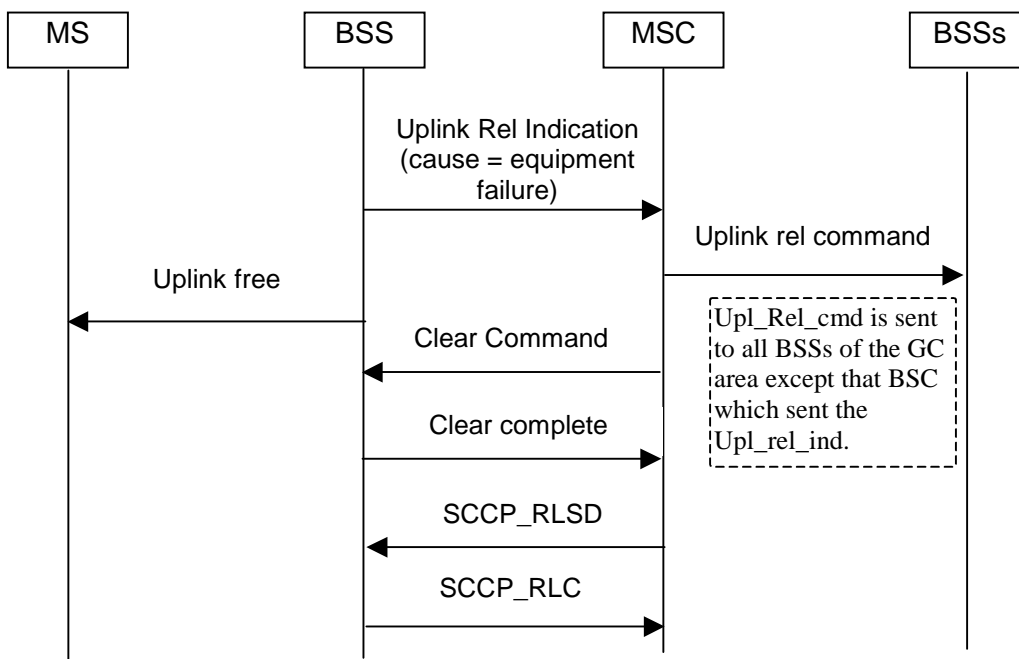 MS
BSS
MSC
BSSs
Uplink Rel Indication
(cause = equipment
failure)
Uplink rel command
Uplink free
Upl_Rel_cmd is sent
to all BSSs of the GC
area except that BSC
which sent the
Upl_rel_ind.
Clear Command
Clear complete
SCCP_RLSD
SCCP_RLC